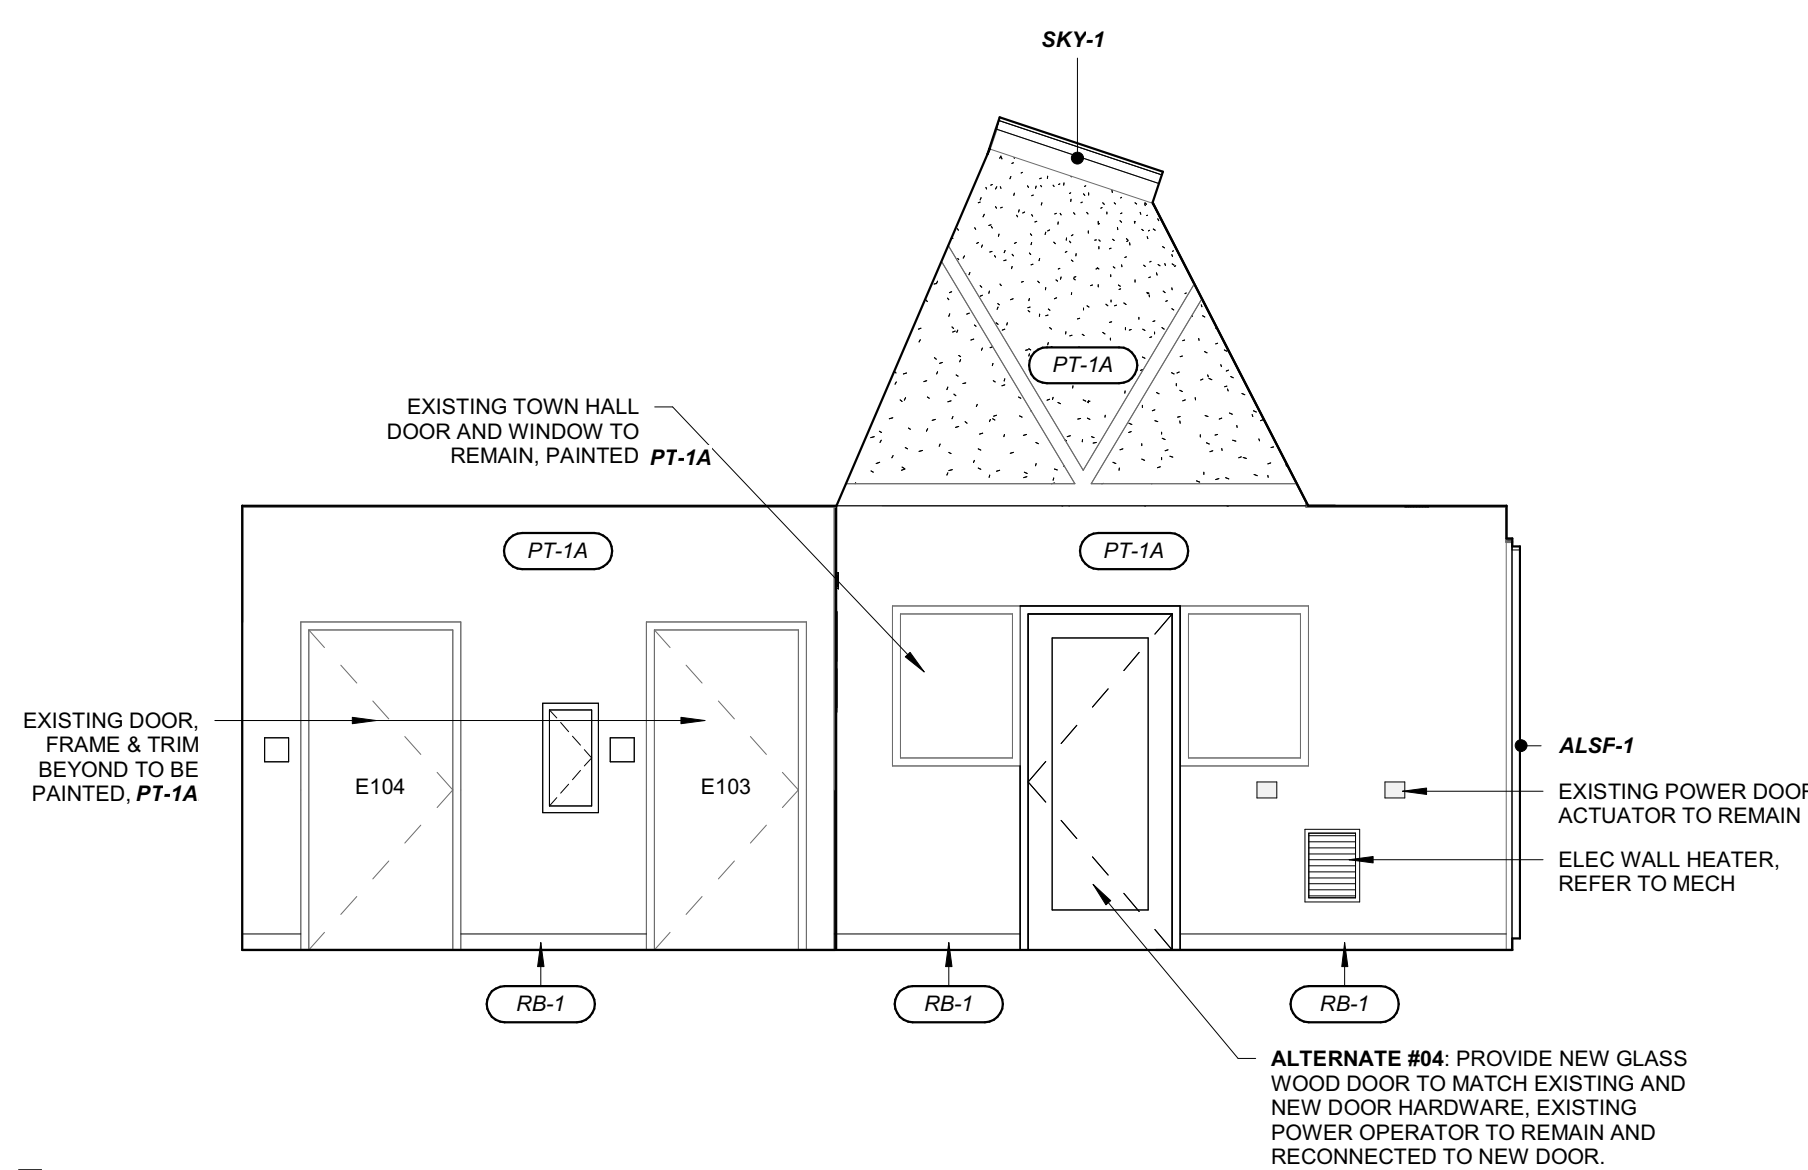 SKY-1
PT-1A
EXISTING TOWN HALL
DOOR AND WINDOW TO
REMAIN, PAINTED PT-1A
PT-1A
PT-1A
EXISTING DOOR,
FRAME & TRIM
BEYOND TO BE
PAINTED, PT-1A
E104
E103
ALSF-1
EXISTING POWER DOOR
ACTUATOR TO REMAIN
ELEC WALL HEATER,
REFER TO MECH
RB-1
RB-1
RB-1
ALTERNATE #04: PROVIDE NEW GLASS
WOOD DOOR TO MATCH EXISTING AND
NEW DOOR HARDWARE, EXISTING
POWER OPERATOR TO REMAIN AND
RECONNECTED TO NEW DOOR.